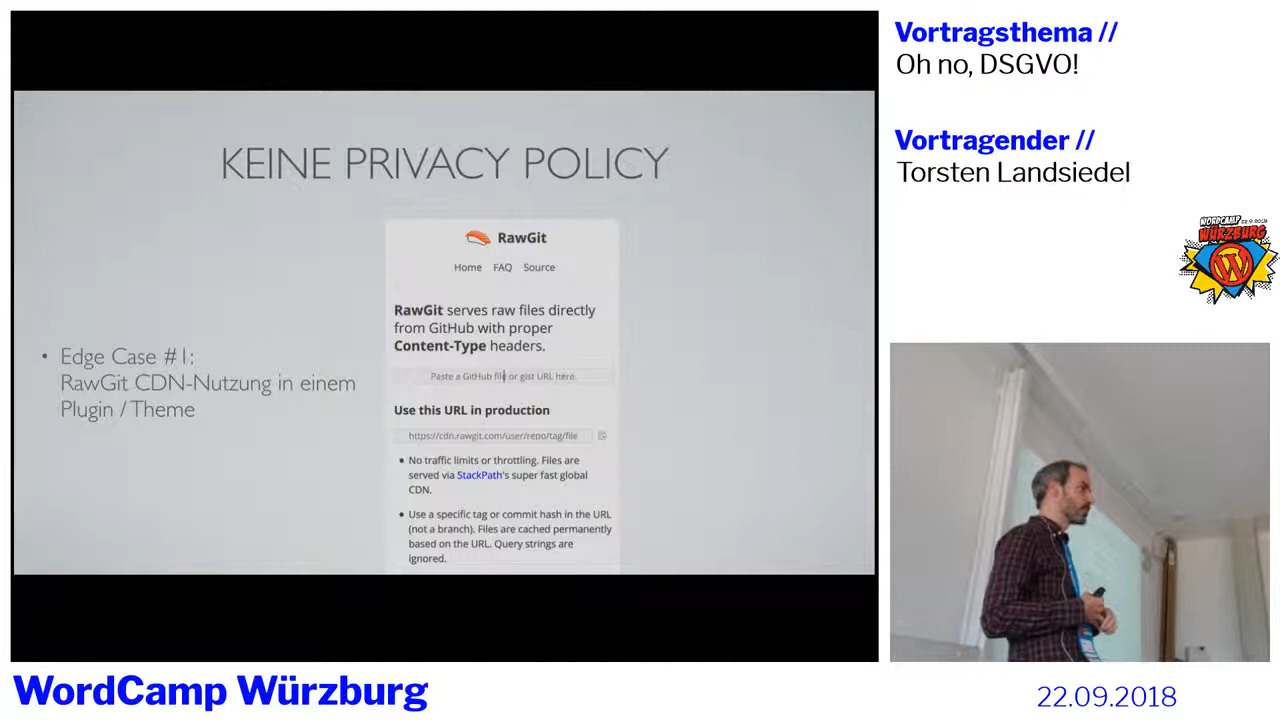 KEINE PRIVACY POLICY
RawGit
Home FAQ Source
RawGit serves raw files directly
from GitHub with proper
Content-Type headers.
Paste a GitHub file or gist URL here.
Use this URL in production
https://cdn.rawgit.com/user/repo/tag/file
• No traffic limits or throttling. Files are
served via StackPath's super fast global
CDN.
• Use a specific tag or commit hash in the URL
(not a branch). Files are cached permanently
based on the URL. Query strings are
ignored.
• Edge Case #1:
RawGit CDN-Nutzung in einem
Plugin / Theme
Vortragsthema //
Oh no, DSGVO!
Vortragender //
Torsten Landsiedel
WORDCAMP 22.9.2018
WÜRZBURG
WordCamp Würzburg
22.09.2018